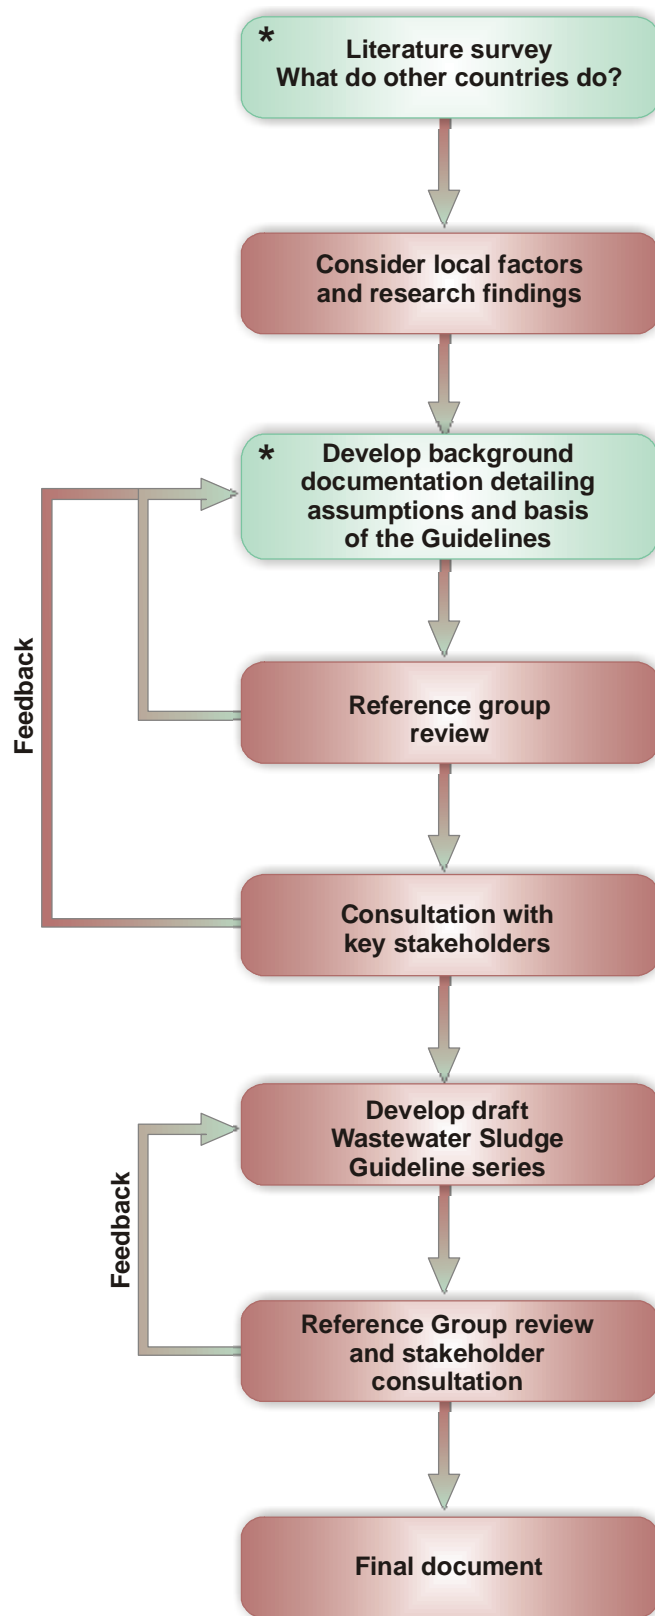 *
Literature survey
What do other countries do?
Consider local factors
and research findings
*
Develop background
documentation detailing
assumptions and basis
of the Guidelines
Feedback
Reference group
review
Consultation with
key stakeholders
Develop draft
Wastewater Sludge
Guideline series
Feedback
Reference Group review
and stakeholder
consultation
Final document